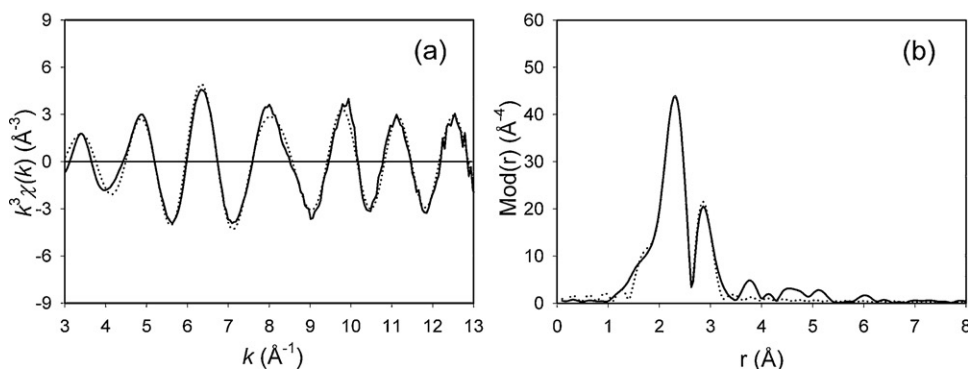 (a)
9
6
3
0
-3
-6
-9
k³χ(k) (Å⁻³)
3 4 5 6 7 8 9 10 11 12 13
k (Å⁻¹)
(b)
60
50
40
30
20
10
0
Mod(r) (Å⁻⁴)
0 1 2 3 4 5 6 7 8
r (Å)